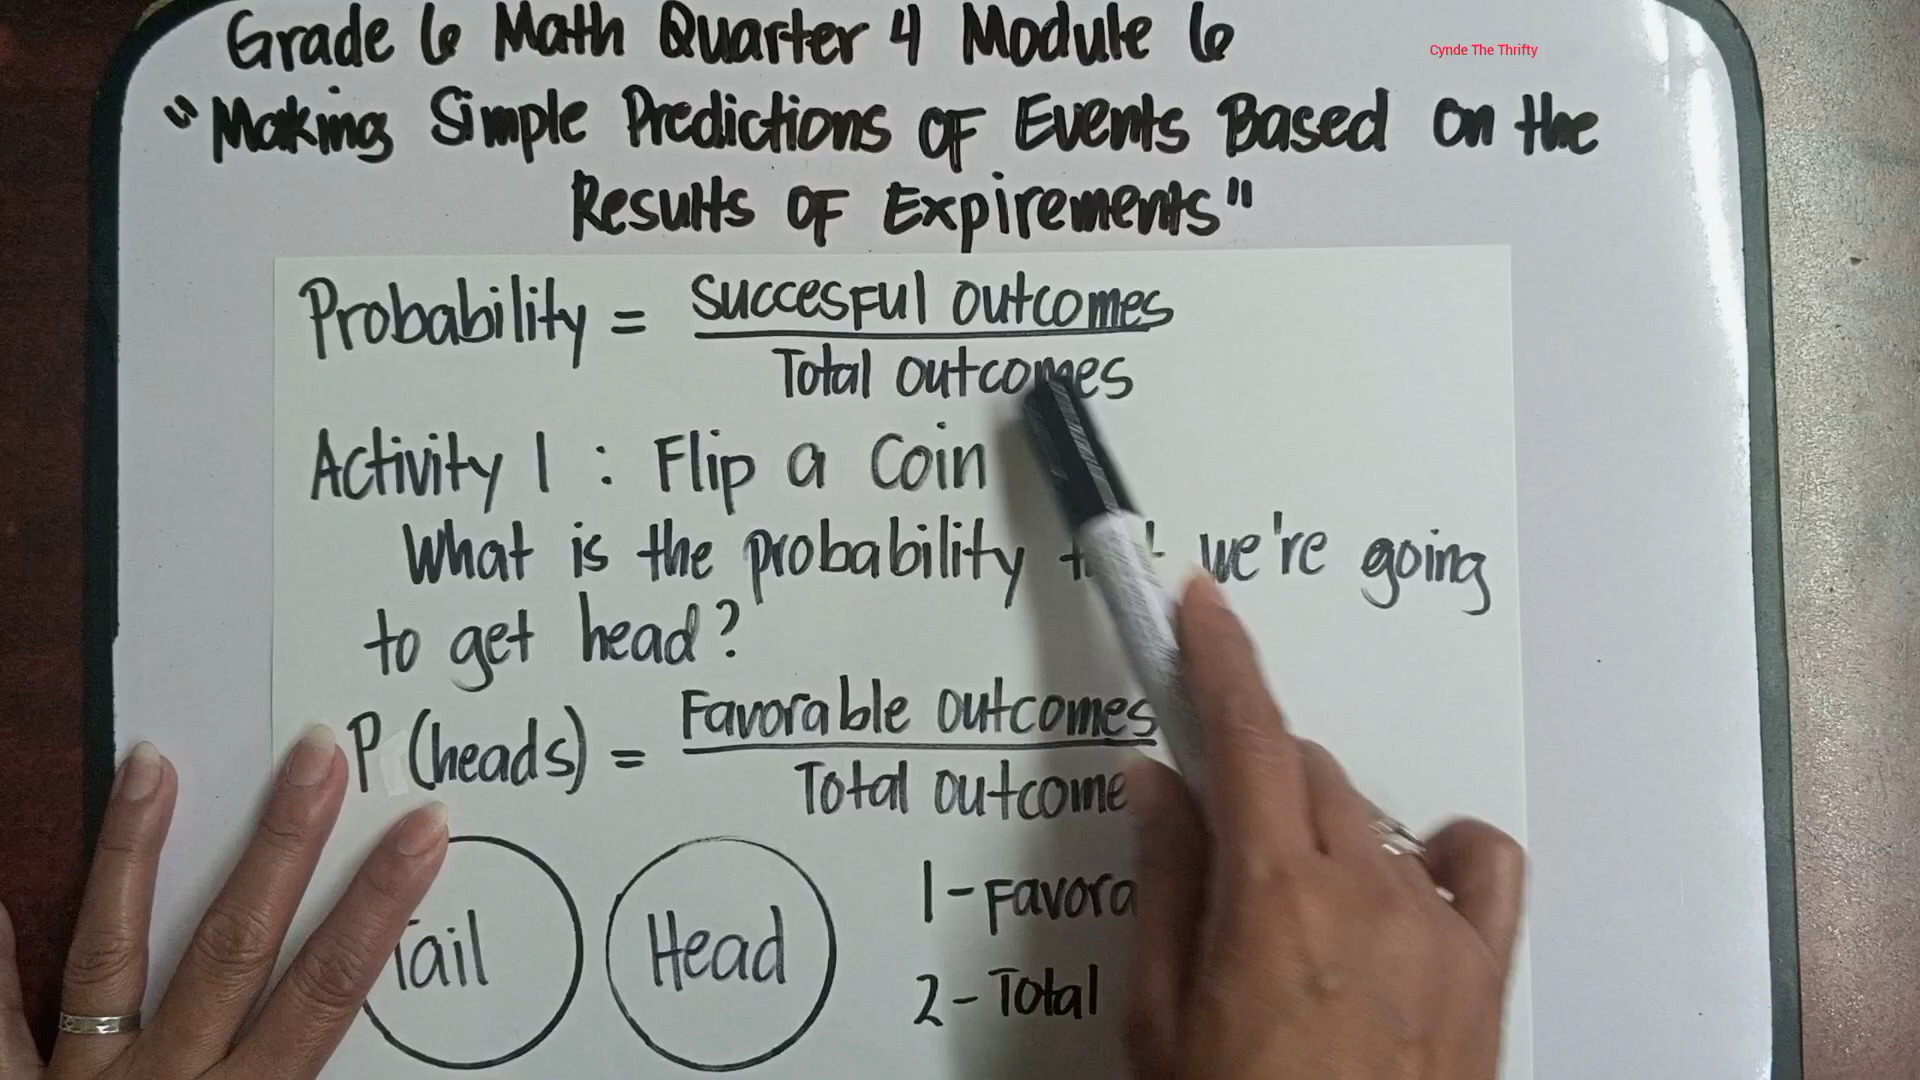 Grade 6 Math Quarter 4 Module 6
Cynde The Thrifty
"Making Simple Predictions OF Events Based on the
Results OF Expirements"
Probability = Succesful outcomes
Total outcomes
Activity 1 : Flip a Coin
What is the probability we're going
to get head?
P (heads) = Favorable outcomes
Total outcome
Tail Head
1 - Favora
2 - Total